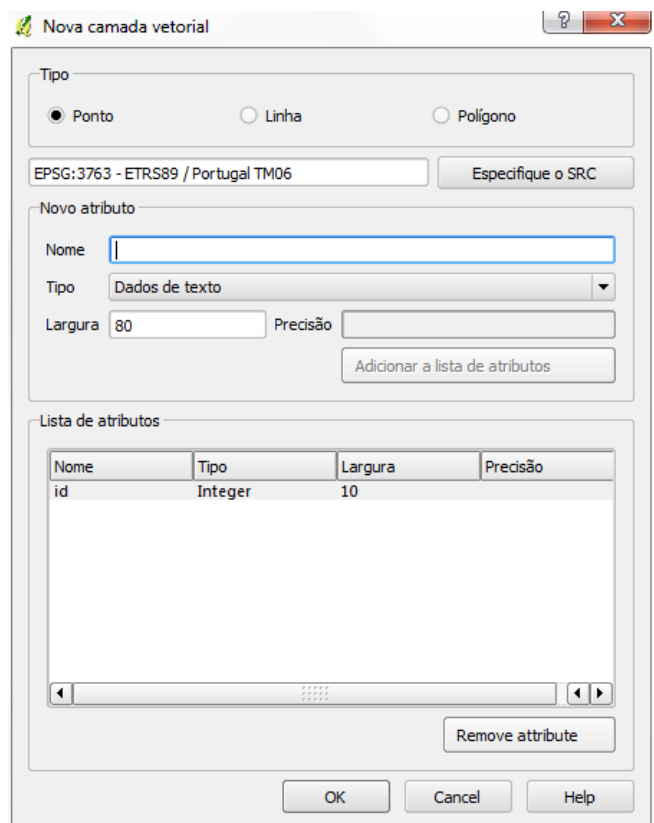 Nova camada vetorial
Tipo
Ponto Linha Polígono
EPSG:3763 - ETRS89 / Portugal TM06 Especifique o SRC
Novo atributo
Nome
Tipo Dados de texto
Largura 80 Precisão
Adicionar a lista de atributos
Lista de atributos
Nome Tipo Largura Precisão
id Integer 10
Remove attribute
OK Cancel Help